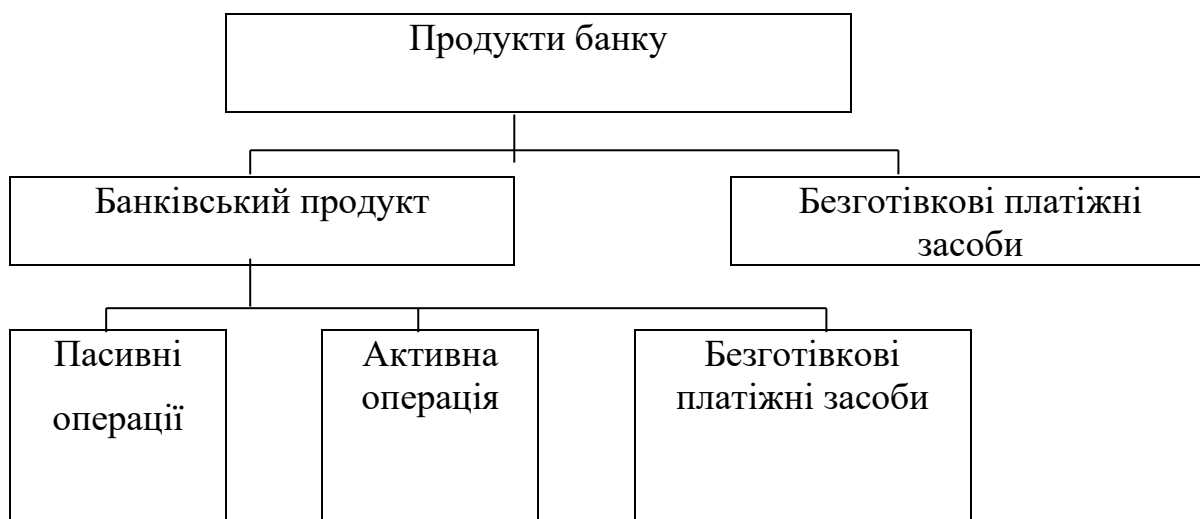 Продукти банку
Банківський продукт
Безготівкові платіжні
засоби
Пасивні
операції
Активна
операція
Безготівкові
платіжні засоби